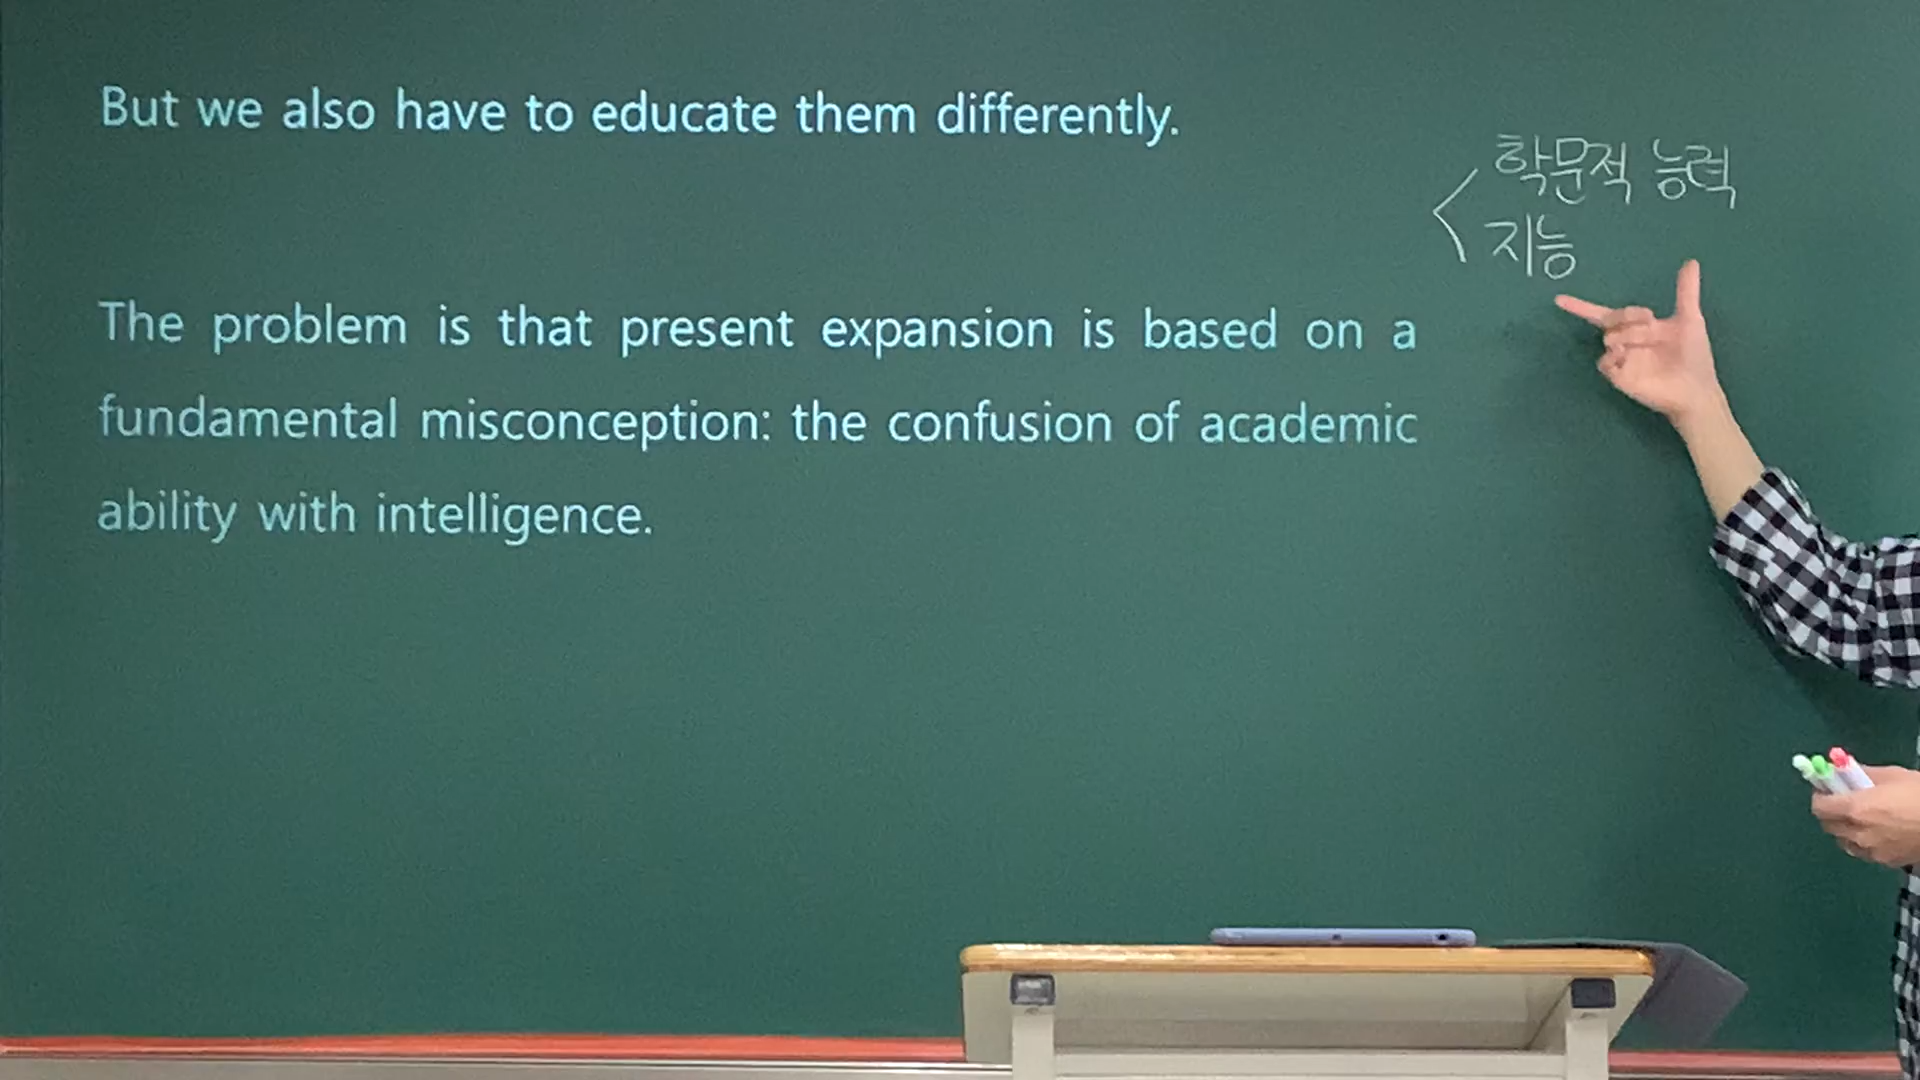 But we also have to educate them differently.
학문적 능력
지능
The problem is that present expansion is based on a
fundamental misconception: the confusion of academic
ability with intelligence.